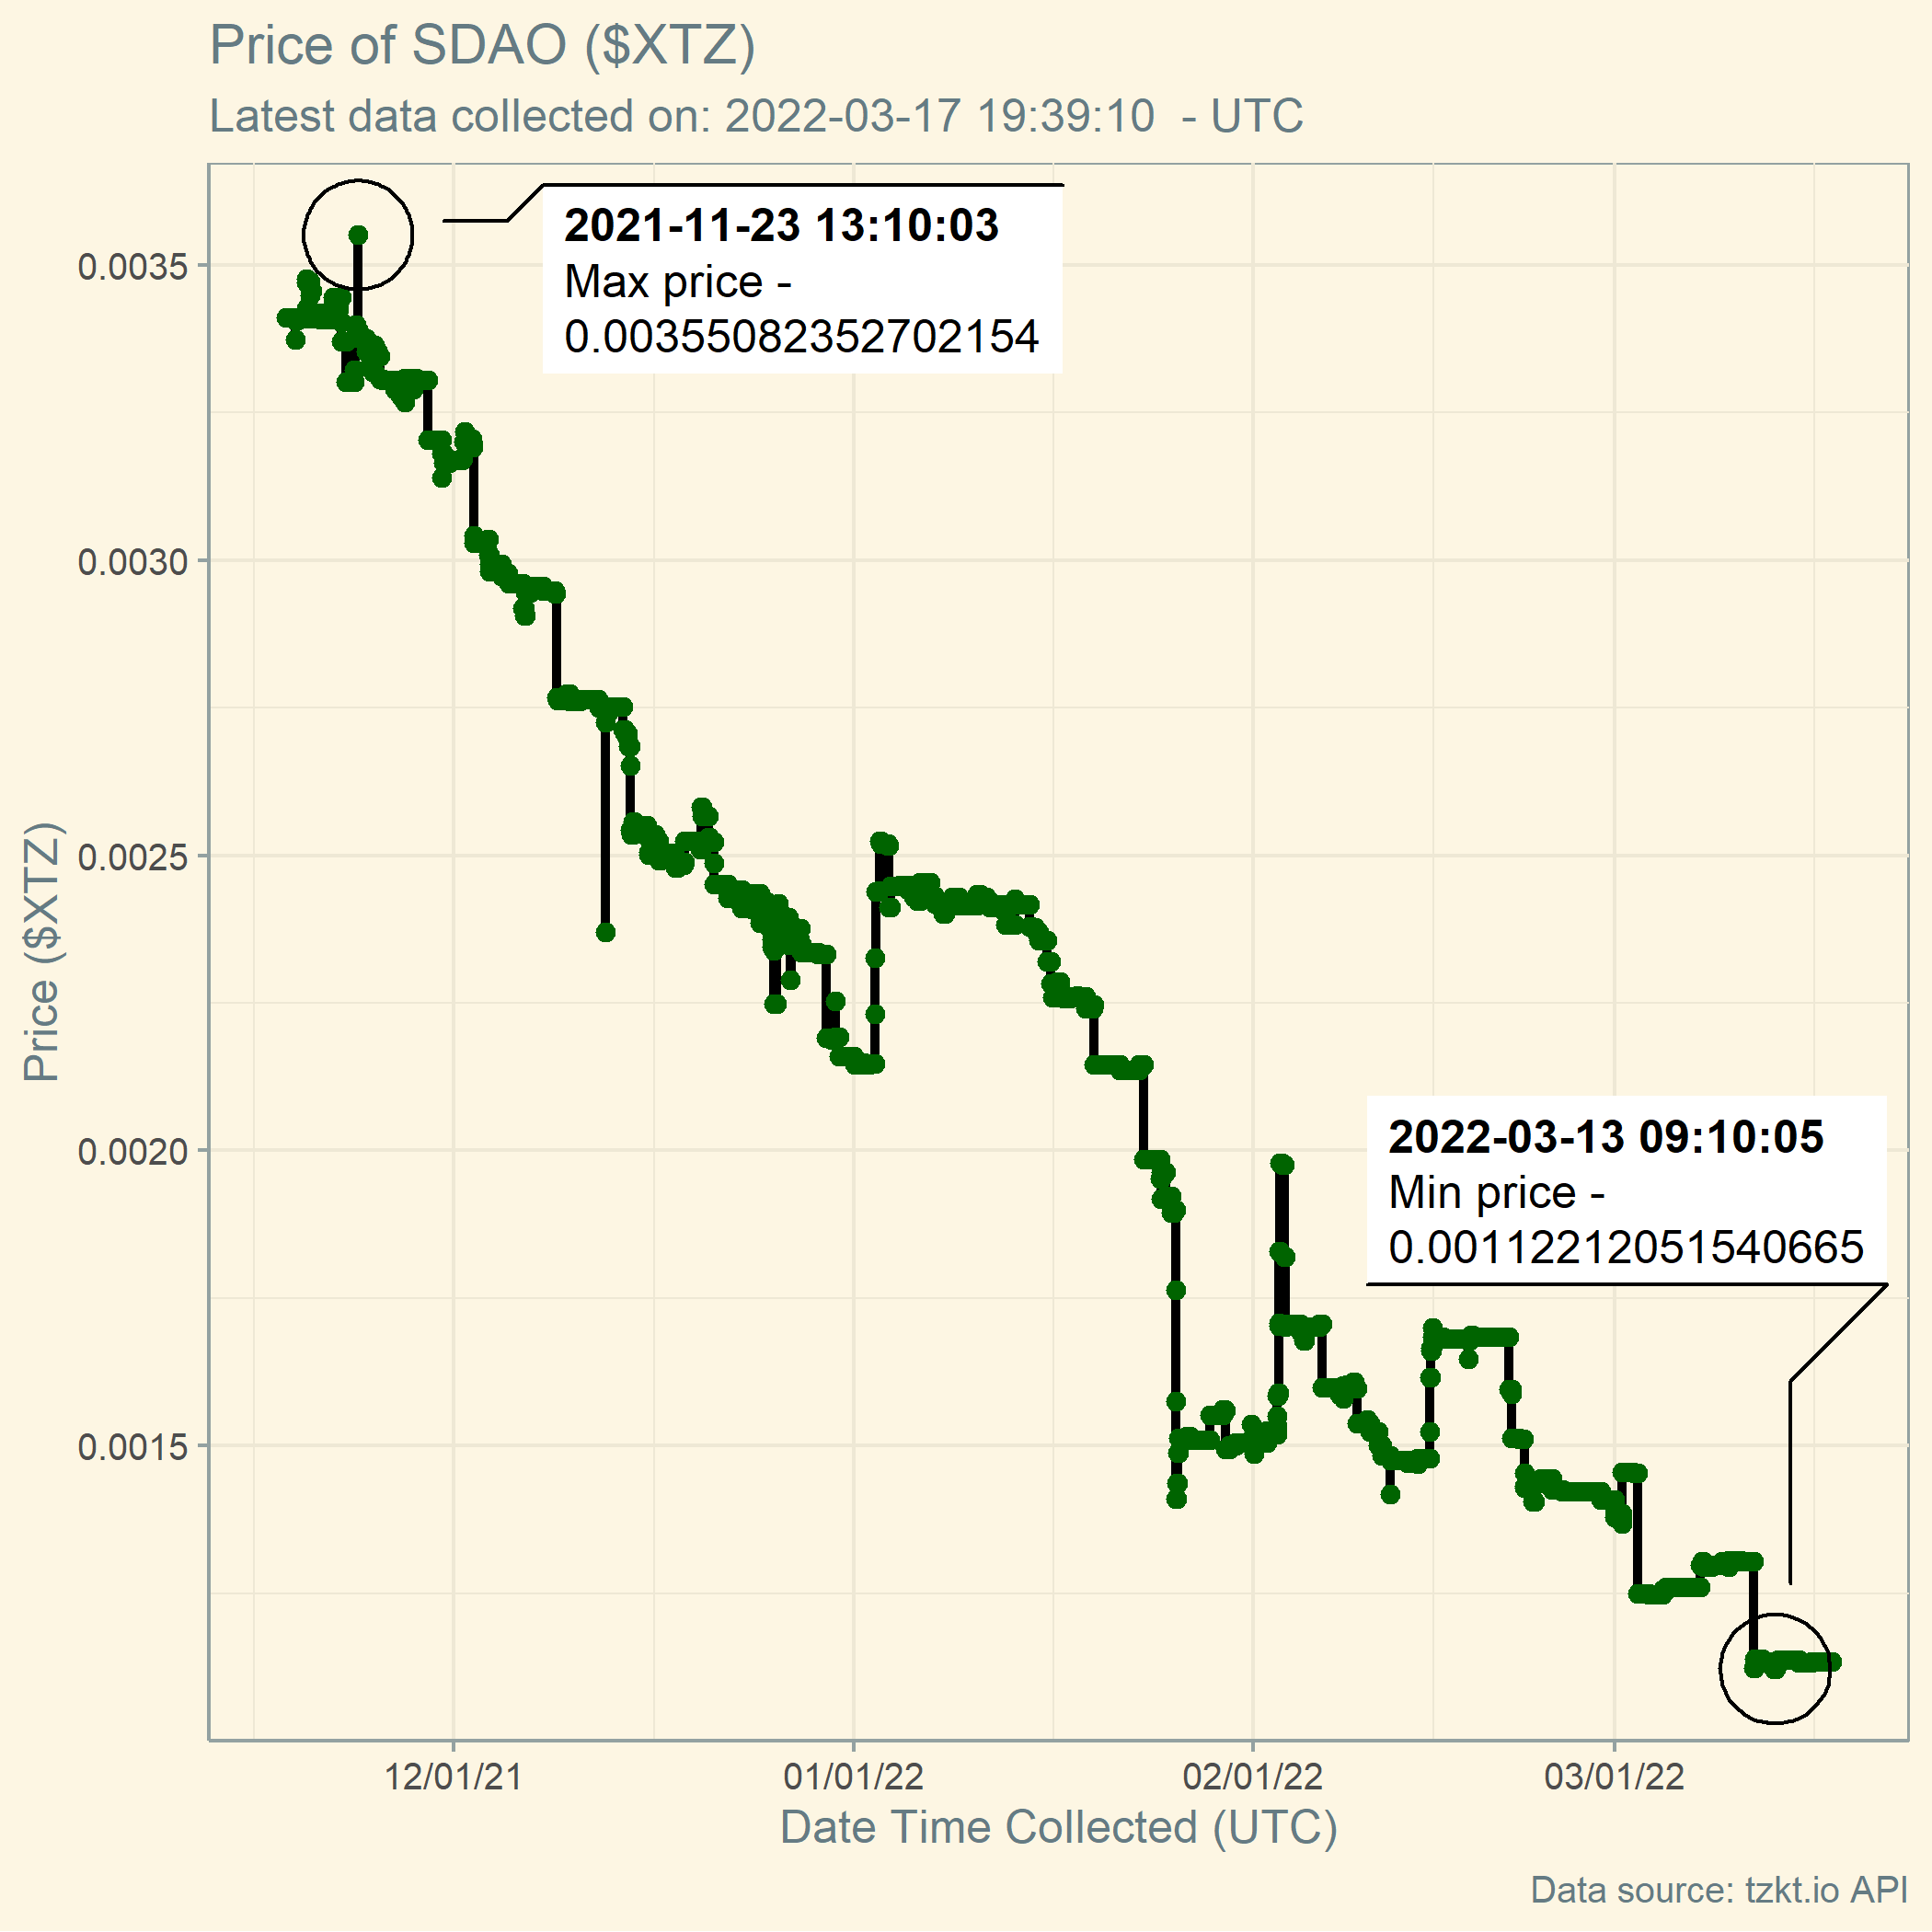 Price of SDAO ($XTZ)
Latest data collected on: 2022-03-17 19:39:10  - UTC
2021-11-23 13:10:03
Max price -
0.00355082352702154
0.0035
0.0030
0.0025
0.0020
0.0015
Price ($XTZ)
2022-03-13 09:10:05
Min price -
0.00112212051540665
12/01/21
01/01/22
02/01/22
03/01/22
Date Time Collected (UTC)
Data source: tzkt.io API